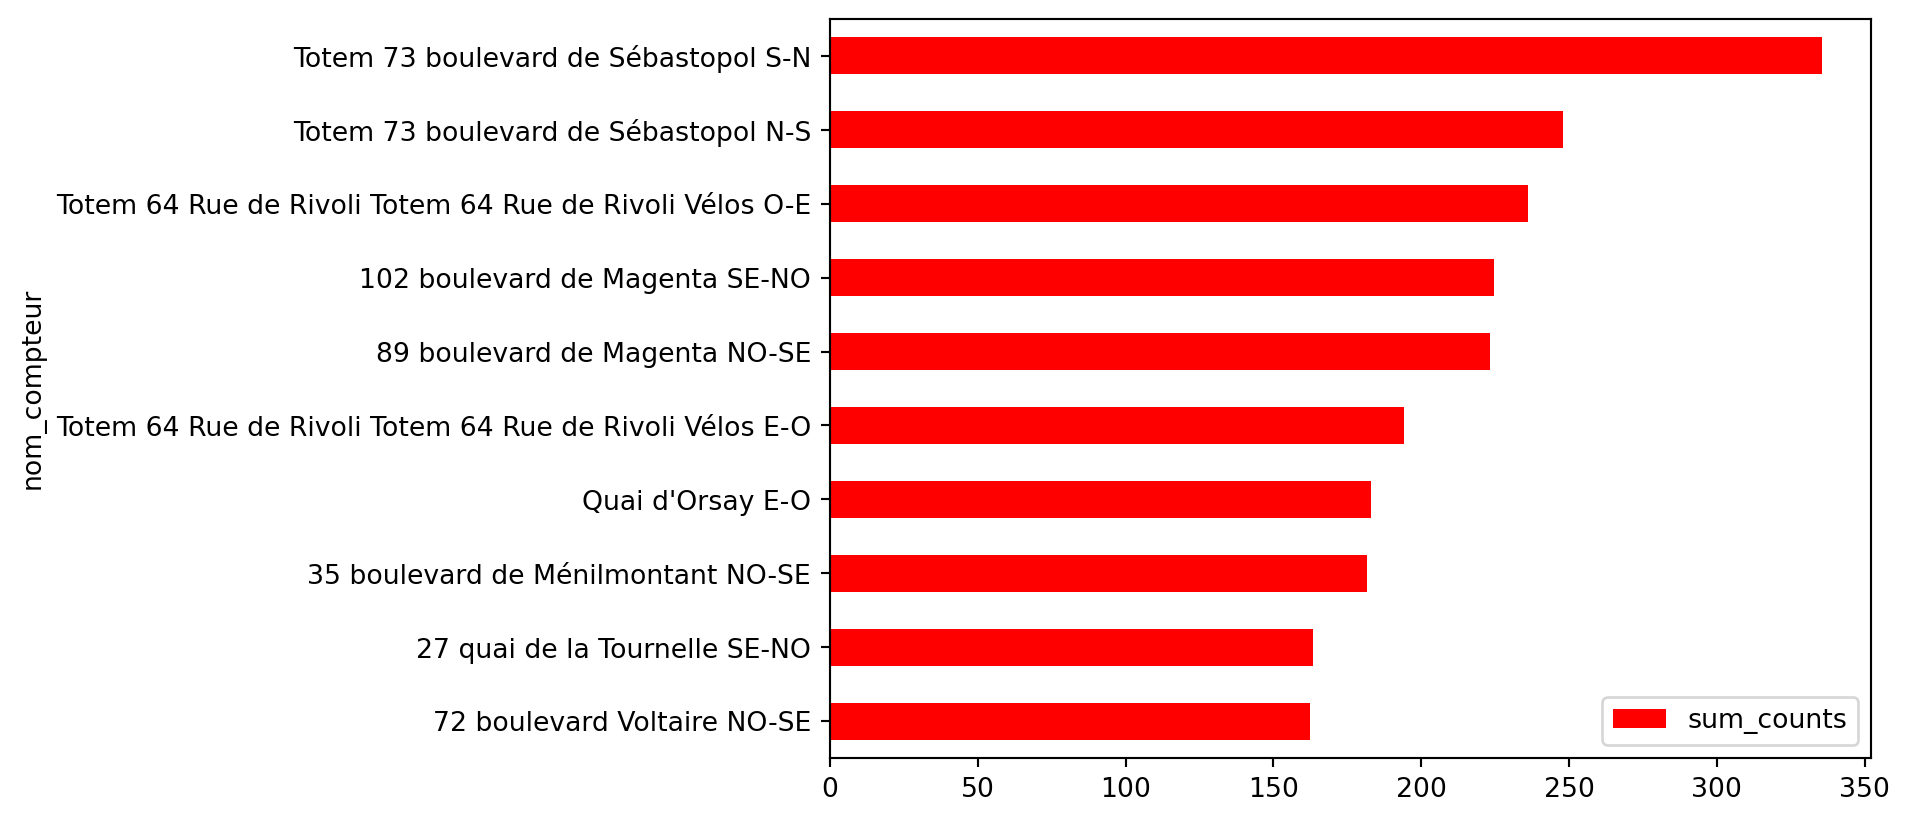 Totem 73 boulevard de Sébastopol S-N
Totem 73 boulevard de Sébastopol N-S
Totem 64 Rue de Rivoli Totem 64 Rue de Rivoli Vélos O-E
102 boulevard de Magenta SE-NO
89 boulevard de Magenta NO-SE
Totem 64 Rue de Rivoli Totem 64 Rue de Rivoli Vélos E-O
Quai d'Orsay E-O
35 boulevard de Ménilmontant NO-SE
27 quai de la Tournelle SE-NO
72 boulevard Voltaire NO-SE
nom_compteur
sum_counts
0 50 100 150 200 250 300 350